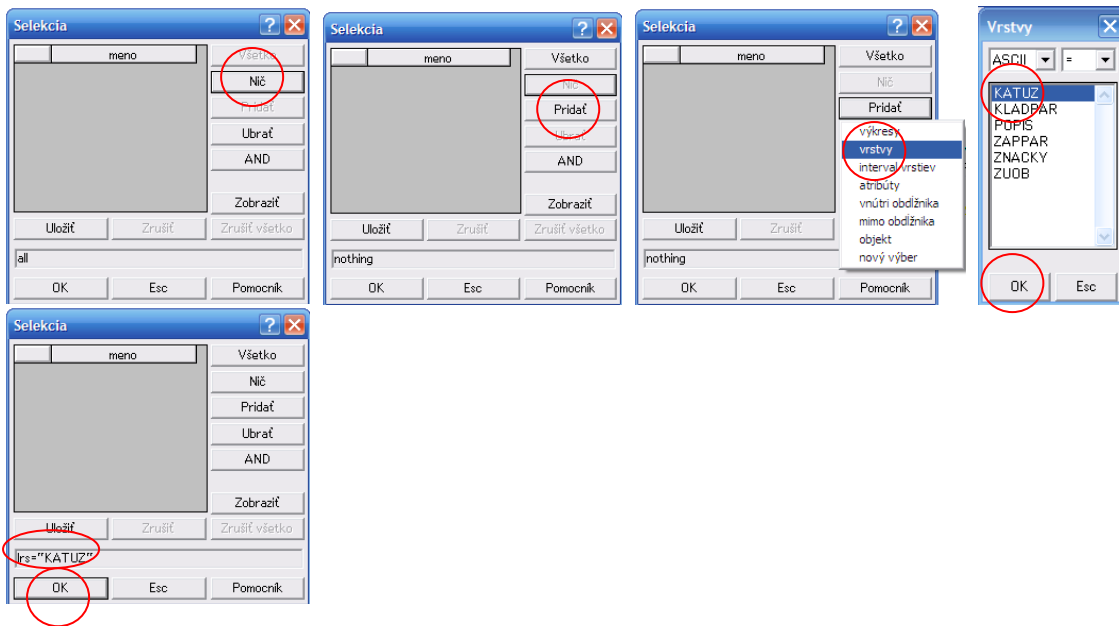 Selekcia
meno
Všetko
Nič
Pridať
Ubrať
AND
Zobraziť
Uložiť
Zrušiť
Zrušiť všetko
all
OK
Esc
Pomocník
Selekcia
meno
Všetko
Nič
Pridať
Ubrať
AND
Zobraziť
Uložiť
Zrušiť
Zrušiť všetko
nothing
OK
Esc
Pomocník
Selekcia
meno
Všetko
Nič
Pridať
výkresy
vrstvy
interval vrstiev
atribúty
vnútri obdĺžnika
mimo obdĺžnika
objekt
nový výber
Uložiť
Zrušiť
nothing
OK
Esc
Pomocník
Vrstvy
ASCII
=
KATUZ
KLADPAR
POPIS
ZAPPAR
ZNACKY
ZUOB
OK
Esc
Selekcia
meno
Všetko
Nič
Pridať
Ubrať
AND
Zobraziť
Uložiť
Zrušiť
Zrušiť všetko
lrs="KATUZ"
OK
Esc
Pomocník